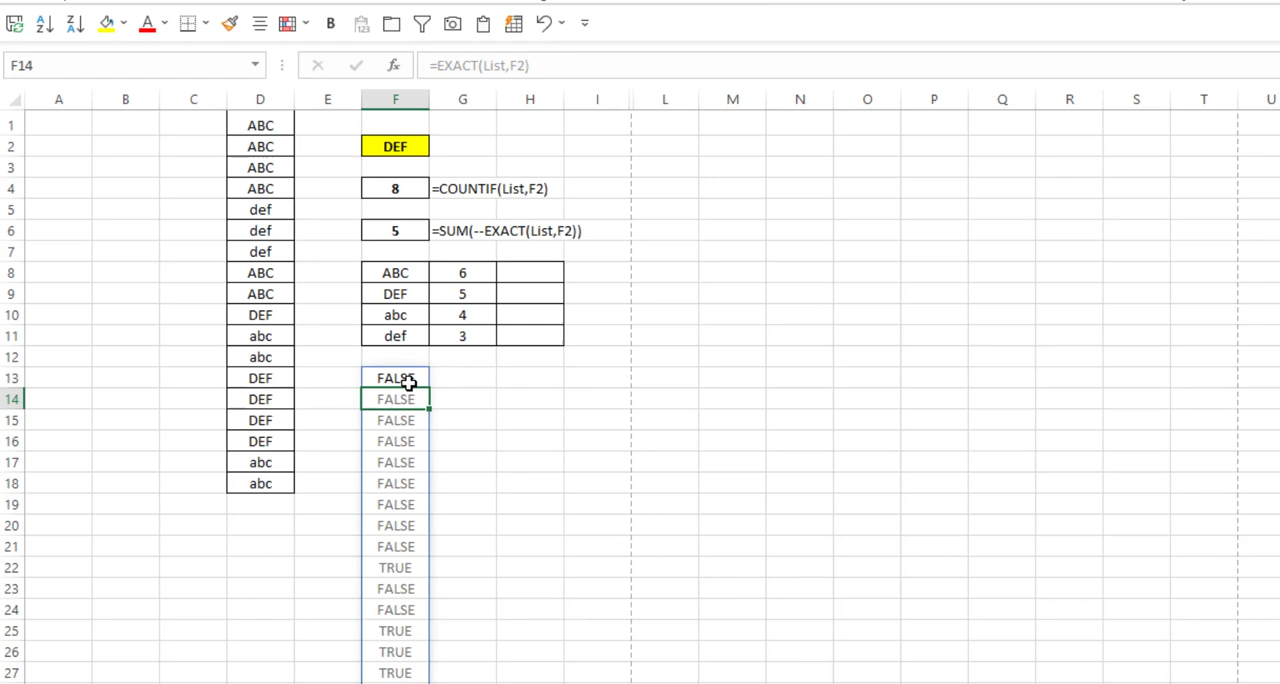 A Z Z A A B 123
F14 fx =EXACT(List,F2)
A B C D E F G H I L M N O P Q R S T U
1 ABC
2 ABC DEF
3 ABC
4 ABC 8 =COUNTIF(List,F2)
5 def
6 def 5 =SUM(--EXACT(List,F2))
7 def
8 ABC ABC 6
9 ABC DEF 5
10 DEF abc 4
11 abc def 3
12 abc
13 DEF FALSE
14 DEF FALSE
15 DEF FALSE
16 DEF FALSE
17 abc FALSE
18 abc FALSE
19 FALSE
20 FALSE
21 FALSE
22 TRUE
23 FALSE
24 FALSE
25 TRUE
26 TRUE
27 TRUE